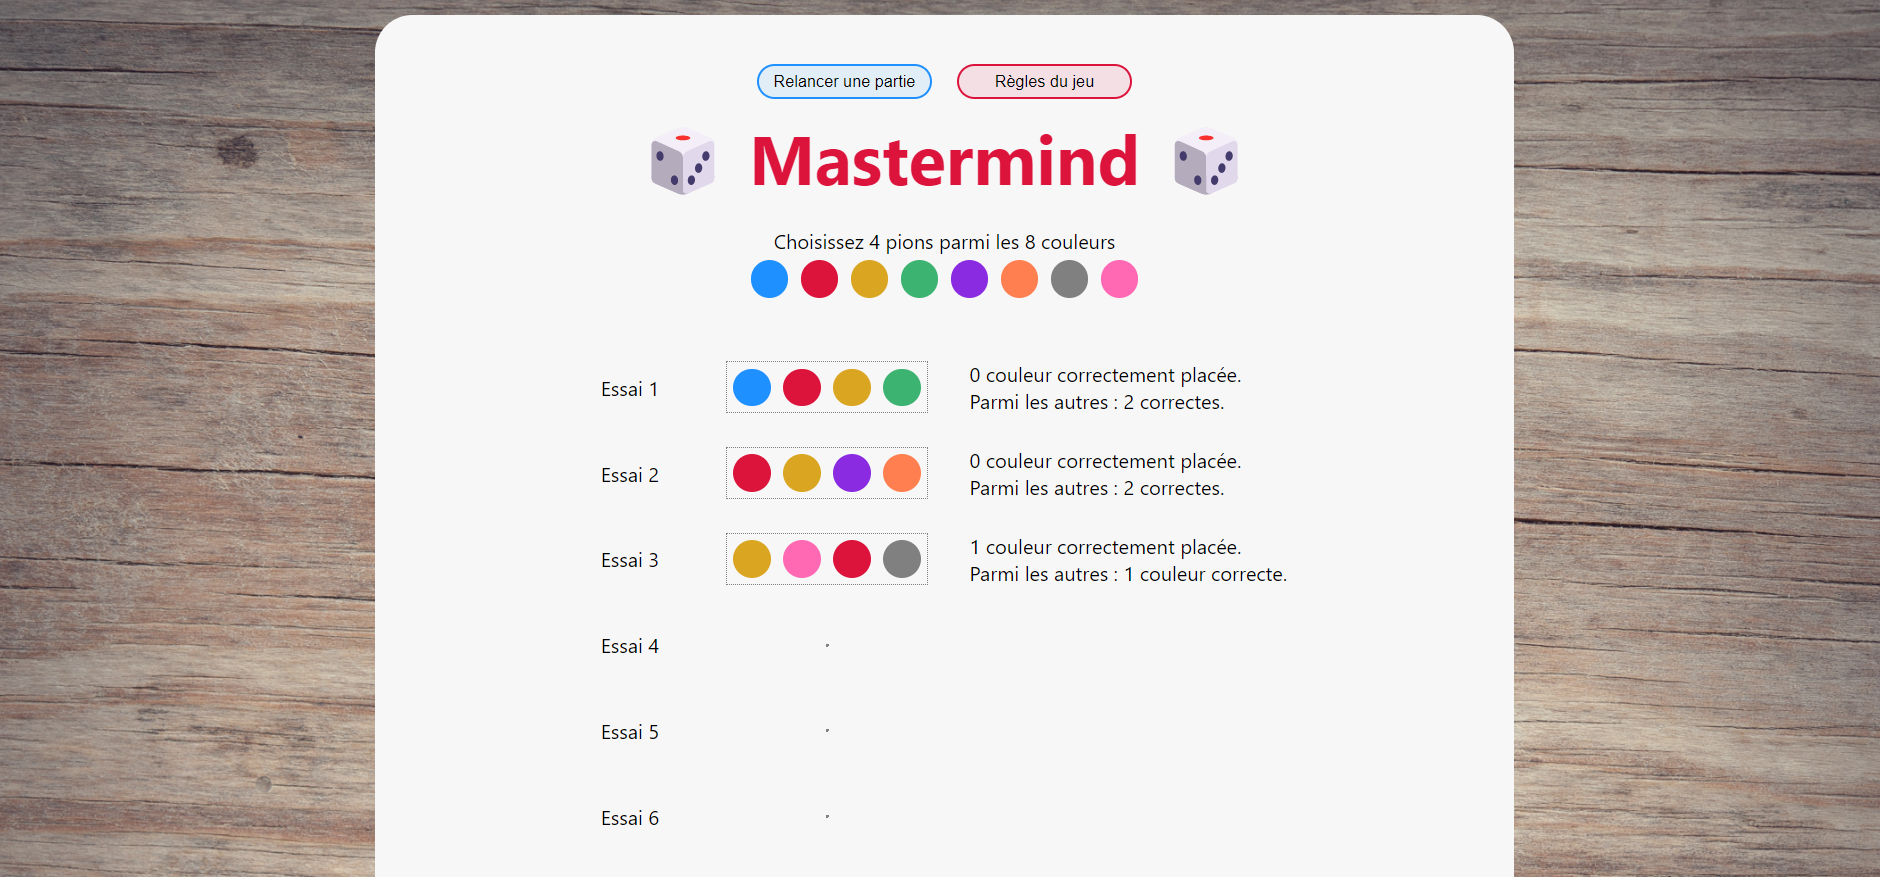 Relancer une partie
Règles du jeu
Mastermind
Choisissez 4 pions parmi les 8 couleurs
Essai 1
0 couleur correctement placée.
Parmi les autres : 2 correctes.
Essai 2
0 couleur correctement placée.
Parmi les autres : 2 correctes.
Essai 3
1 couleur correctement placée.
Parmi les autres : 1 couleur correcte.
Essai 4
Essai 5
Essai 6